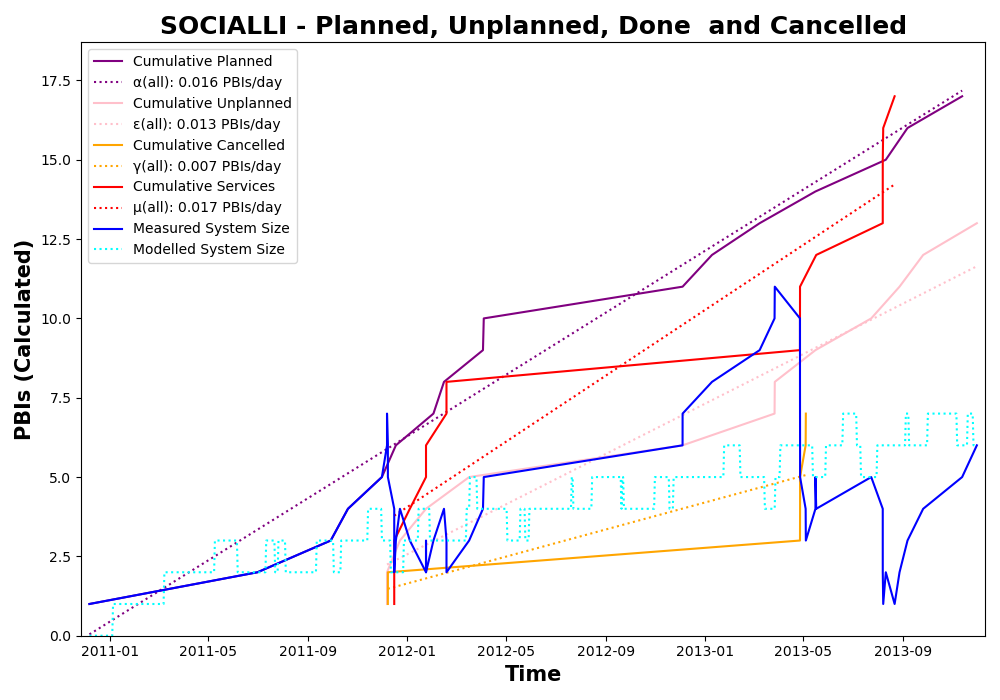 SOCIALLI - Planned, Unplanned, Done  and Cancelled
Cumulative Planned
α(all): 0.016 PBIs/day
Cumulative Unplanned
ε(all): 0.013 PBIs/day
Cumulative Cancelled
γ(all): 0.007 PBIs/day
Cumulative Services
μ(all): 0.017 PBIs/day
Measured System Size
Modelled System Size
PBIs (Calculated)
17.5
15.0
12.5
10.0
7.5
5.0
2.5
0.0
2011-01 2011-05 2011-09 2012-01 2012-05 2012-09 2013-01 2013-05 2013-09
Time